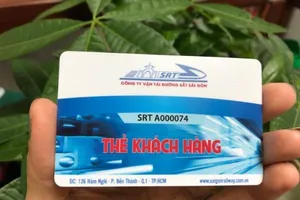 SRT
CÔNG TY VẬN TẢI ĐƯỜNG SẮT SÀI GÒN
SRT A000074
THẺ KHÁCH HÀNG
ĐC: 136 Hàm Nghi - P. Bến Thành - Q.1 - TP.HCM
www.saigonrailway.com.vn